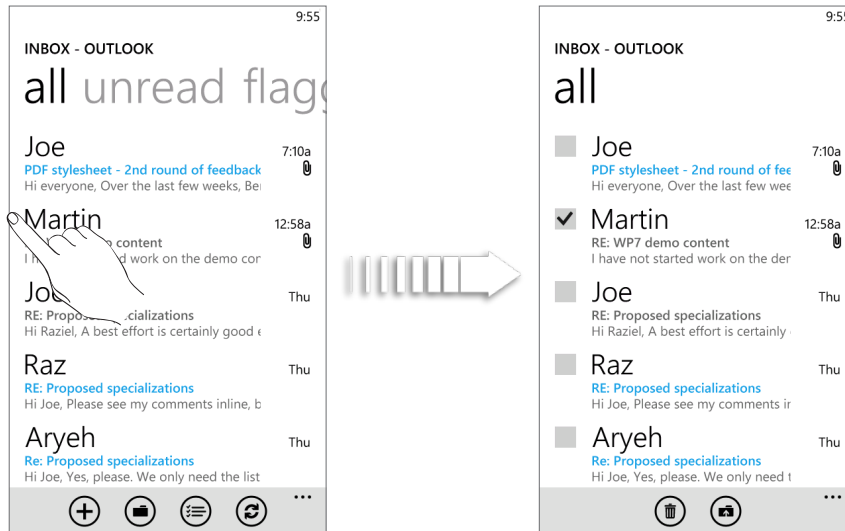 9:55
INBOX - OUTLOOK
all unread flagg
Joe
7:10a
PDF stylesheet - 2nd round of feedback
Hi everyone, Over the last few weeks, Be
Martin
12:58a
content
I h d work on the demo con
Joe
Thu
RE: Propos cializations
Hi Raziel, A best effort is certainly good e
Raz
Thu
RE: Proposed specializations
Hi Joe, Please see my comments inline, b
Aryeh
Thu
Re: Proposed specializations
Hi Joe, Yes, please. We only need the list
...
9:55
INBOX - OUTLOOK
all
Joe
7:10a
PDF stylesheet - 2nd round of fee
Hi everyone, Over the last few wee
Martin
12:58a
RE: WP7 demo content
I have not started work on the der
Joe
Thu
RE: Proposed specializations
Hi Raziel, A best effort is certainly
Raz
Thu
RE: Proposed specializations
Hi Joe, Please see my comments ir
Aryeh
Thu
Re: Proposed specializations
Hi Joe, Yes, please. We only need t
...